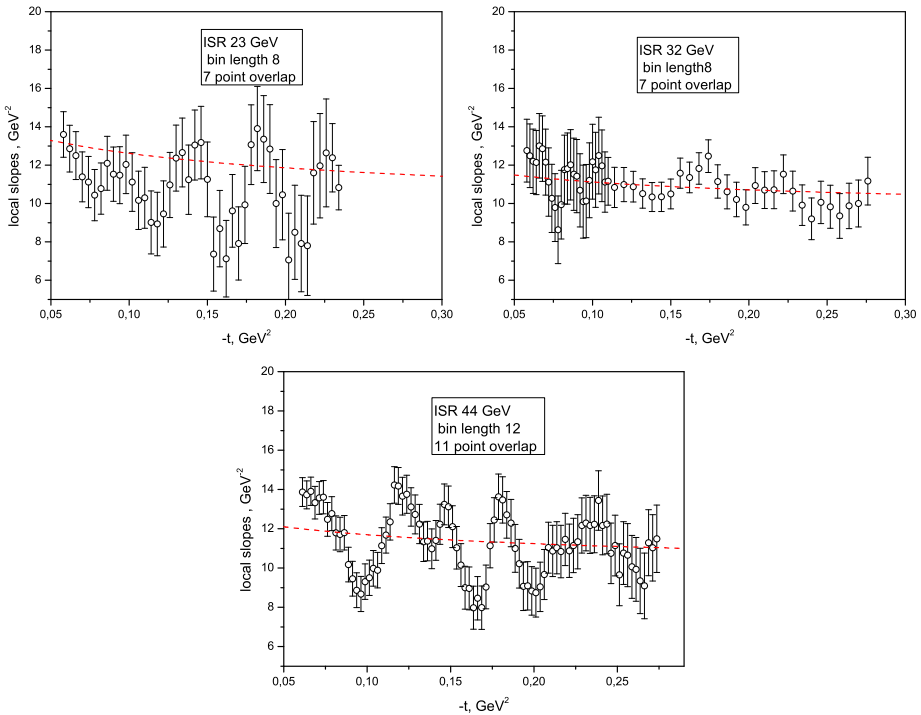 20
18
16
14
12
10
8
6
local slopes , GeV-2
ISR 23 GeV
bin length 8
7 point overlap
0,05
0,10
0,15
0,20
0,25
0,30
-t, GeV2
20
18
16
14
12
10
8
6
local slopes , GeV-2
ISR 32 GeV
bin length8
7 point overlap
0,05
0,10
0,15
0,20
0,25
0,30
-t, GeV2
20
18
16
14
12
10
8
6
local slopes , GeV-2
ISR 44 GeV
bin length 12
11 point overlap
0,05
0,10
0,15
0,20
0,25
-t, GeV2